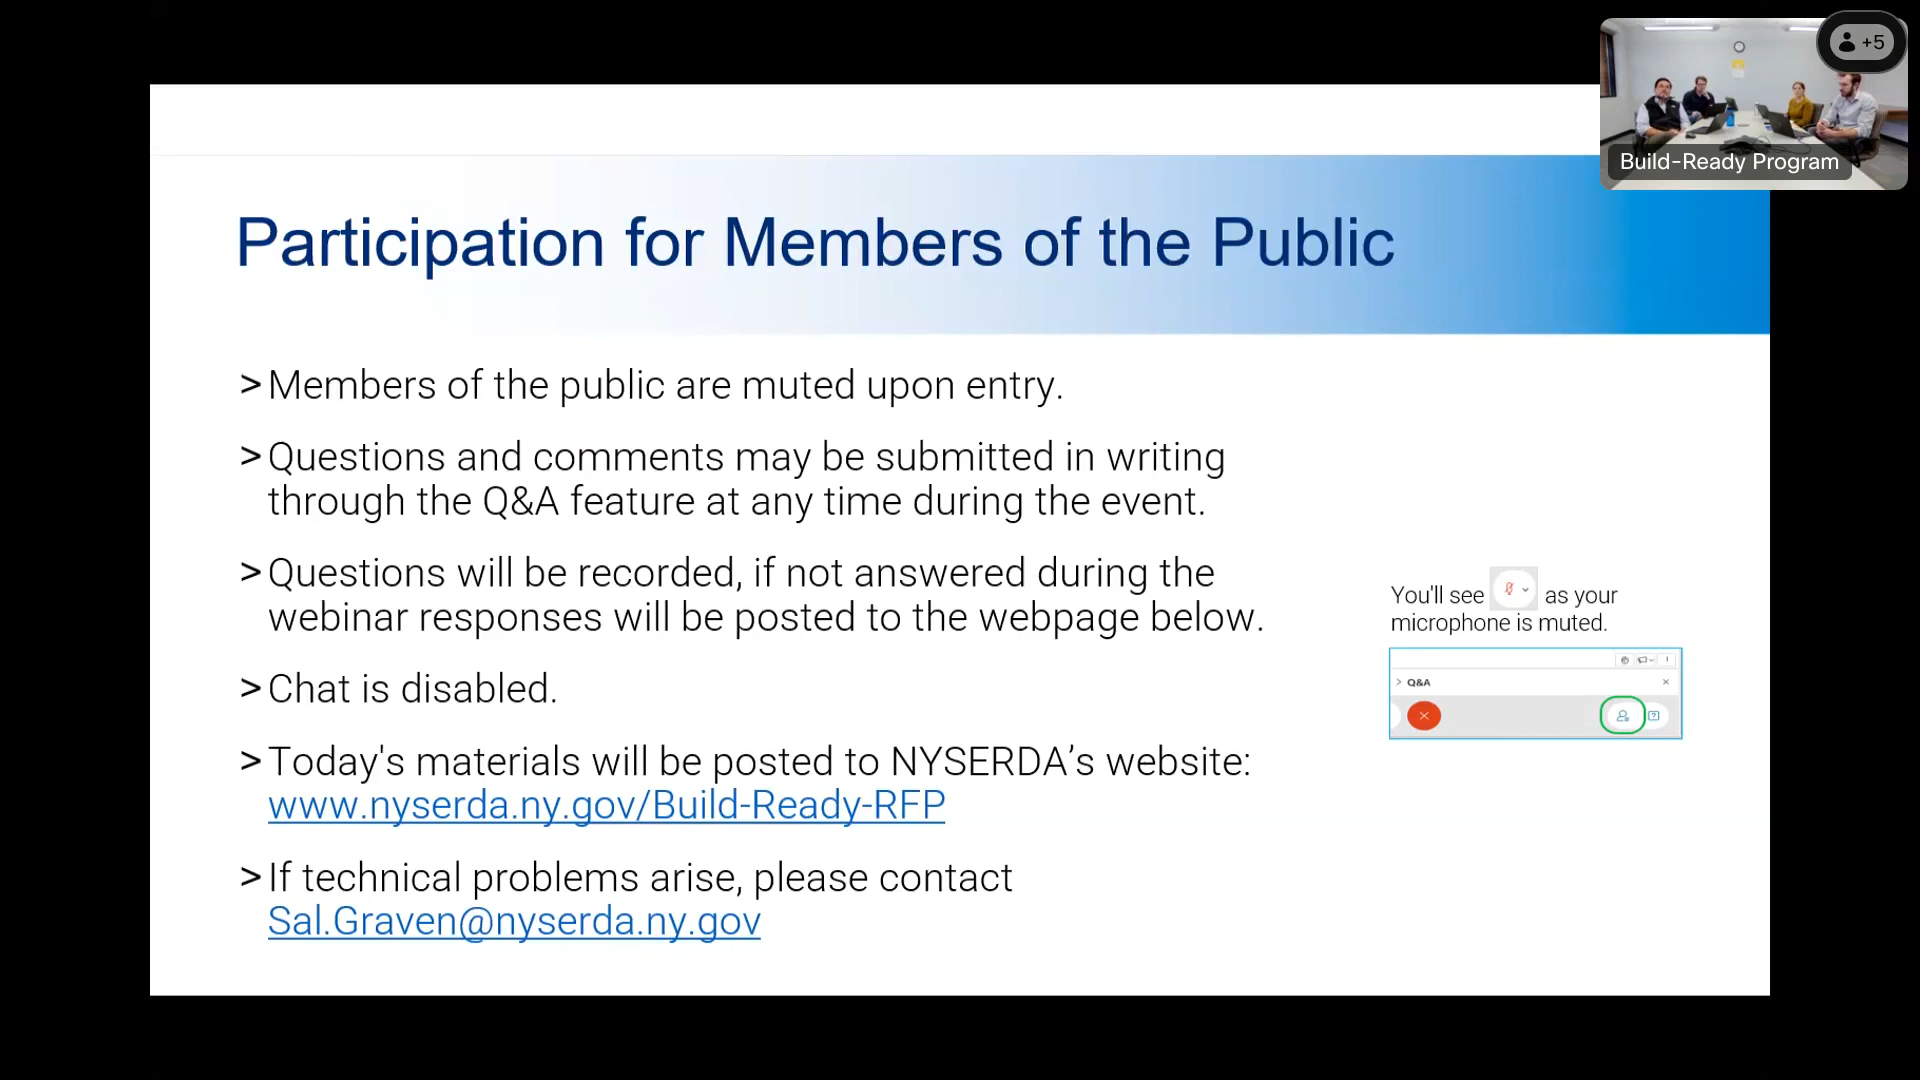 +5
Build-Ready Program
Participation for Members of the Public
> Members of the public are muted upon entry.
> Questions and comments may be submitted in writing
through the Q&A feature at any time during the event.
> Questions will be recorded, if not answered during the
webinar responses will be posted to the webpage below.
> Chat is disabled.
> Today's materials will be posted to NYSERDA’s website:
www.nyserda.ny.gov/Build-Ready-RFP
> If technical problems arise, please contact
Sal.Graven@nyserda.ny.gov
You'll see as your
microphone is muted.
> Q&A